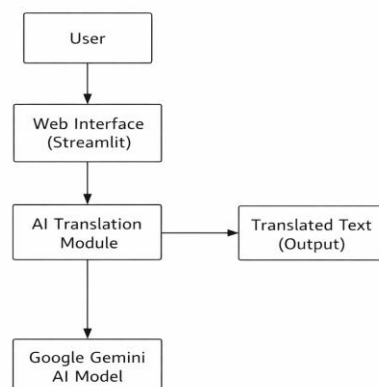 User
Web Interface
(Streamlit)
AI Translation
Module
Translated Text
(Output)
Google Gemini
AI Model